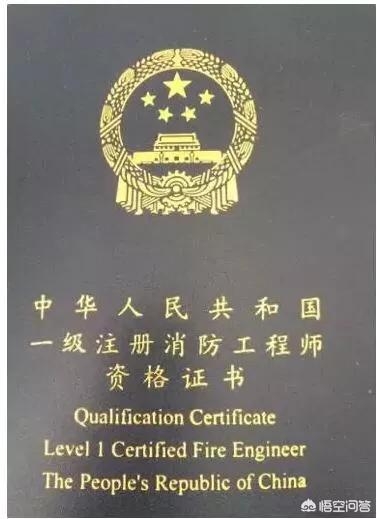 中华人民共和国
一级注册消防工程师
资格证书
Qualification Certificate
Level 1 Certified Fire Engineer
The People's Republic of China
悟空问答